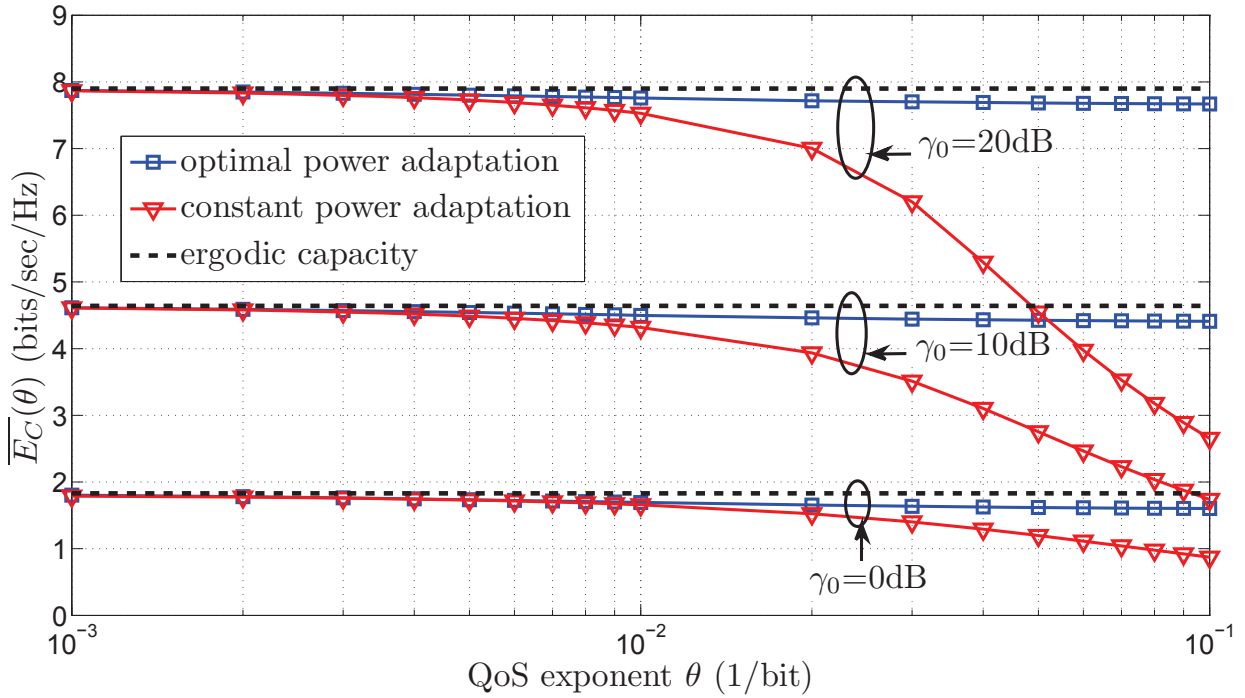 9
8
7
6
5
4
3
2
1
0
E_C(θ) (bits/sec/Hz)
optimal power adaptation
constant power adaptation
ergodic capacity
γ₀=20dB
γ₀=10dB
γ₀=0dB
10⁻³
10⁻²
10⁻¹
QoS exponent θ (1/bit)